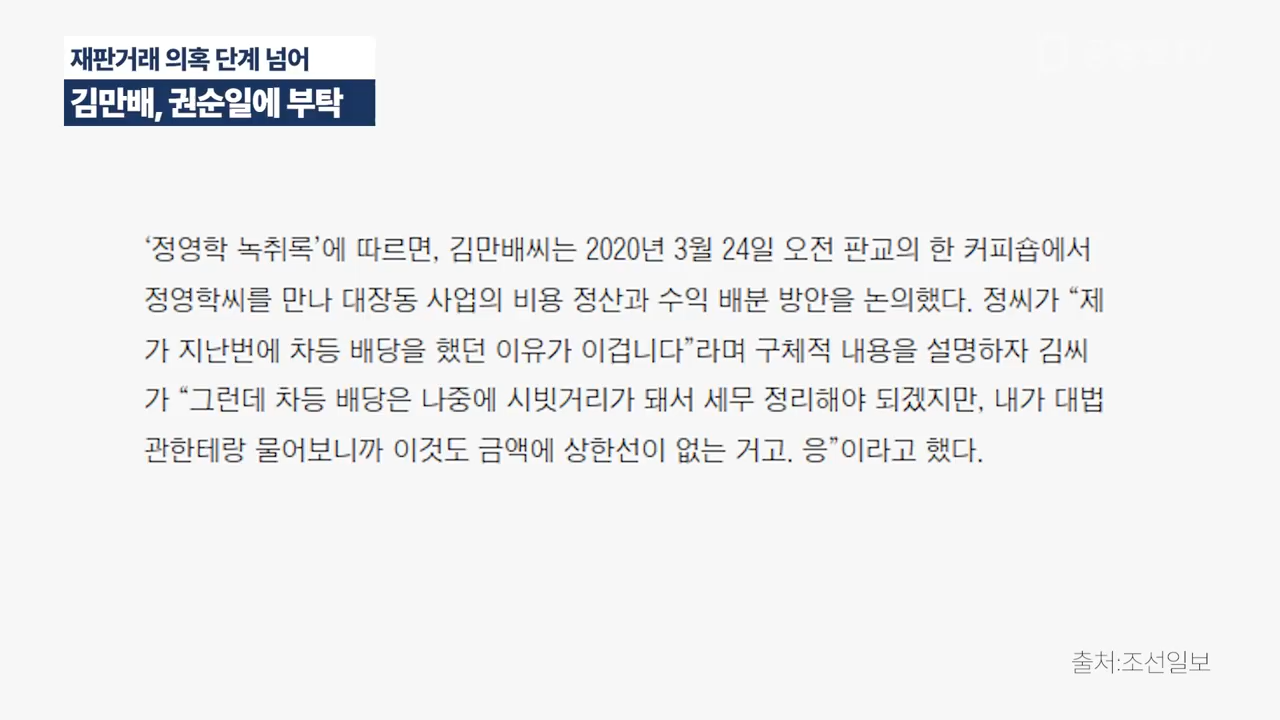 재판거래 의혹 단계 넘어
김만배, 권순일에 부탁
‘정영학 녹취록’에 따르면, 김만배씨는 2020년 3월 24일 오전 판교의 한 커피숍에서
정영학씨를 만나 대장동 사업의 비용 정산과 수익 배분 방안을 논의했다. 정씨가 “제
가 지난번에 차등 배당을 했던 이유가 이겁니다”라며 구체적 내용을 설명하자 김씨
가 “그런데 차등 배당은 나중에 시빗거리가 돼서 세무 정리해야 되겠지만, 내가 대법
관한테랑 물어보니까 이것도 금액에 상한선이 없는 거고. 응”이라고 했다.
출처:조선일보